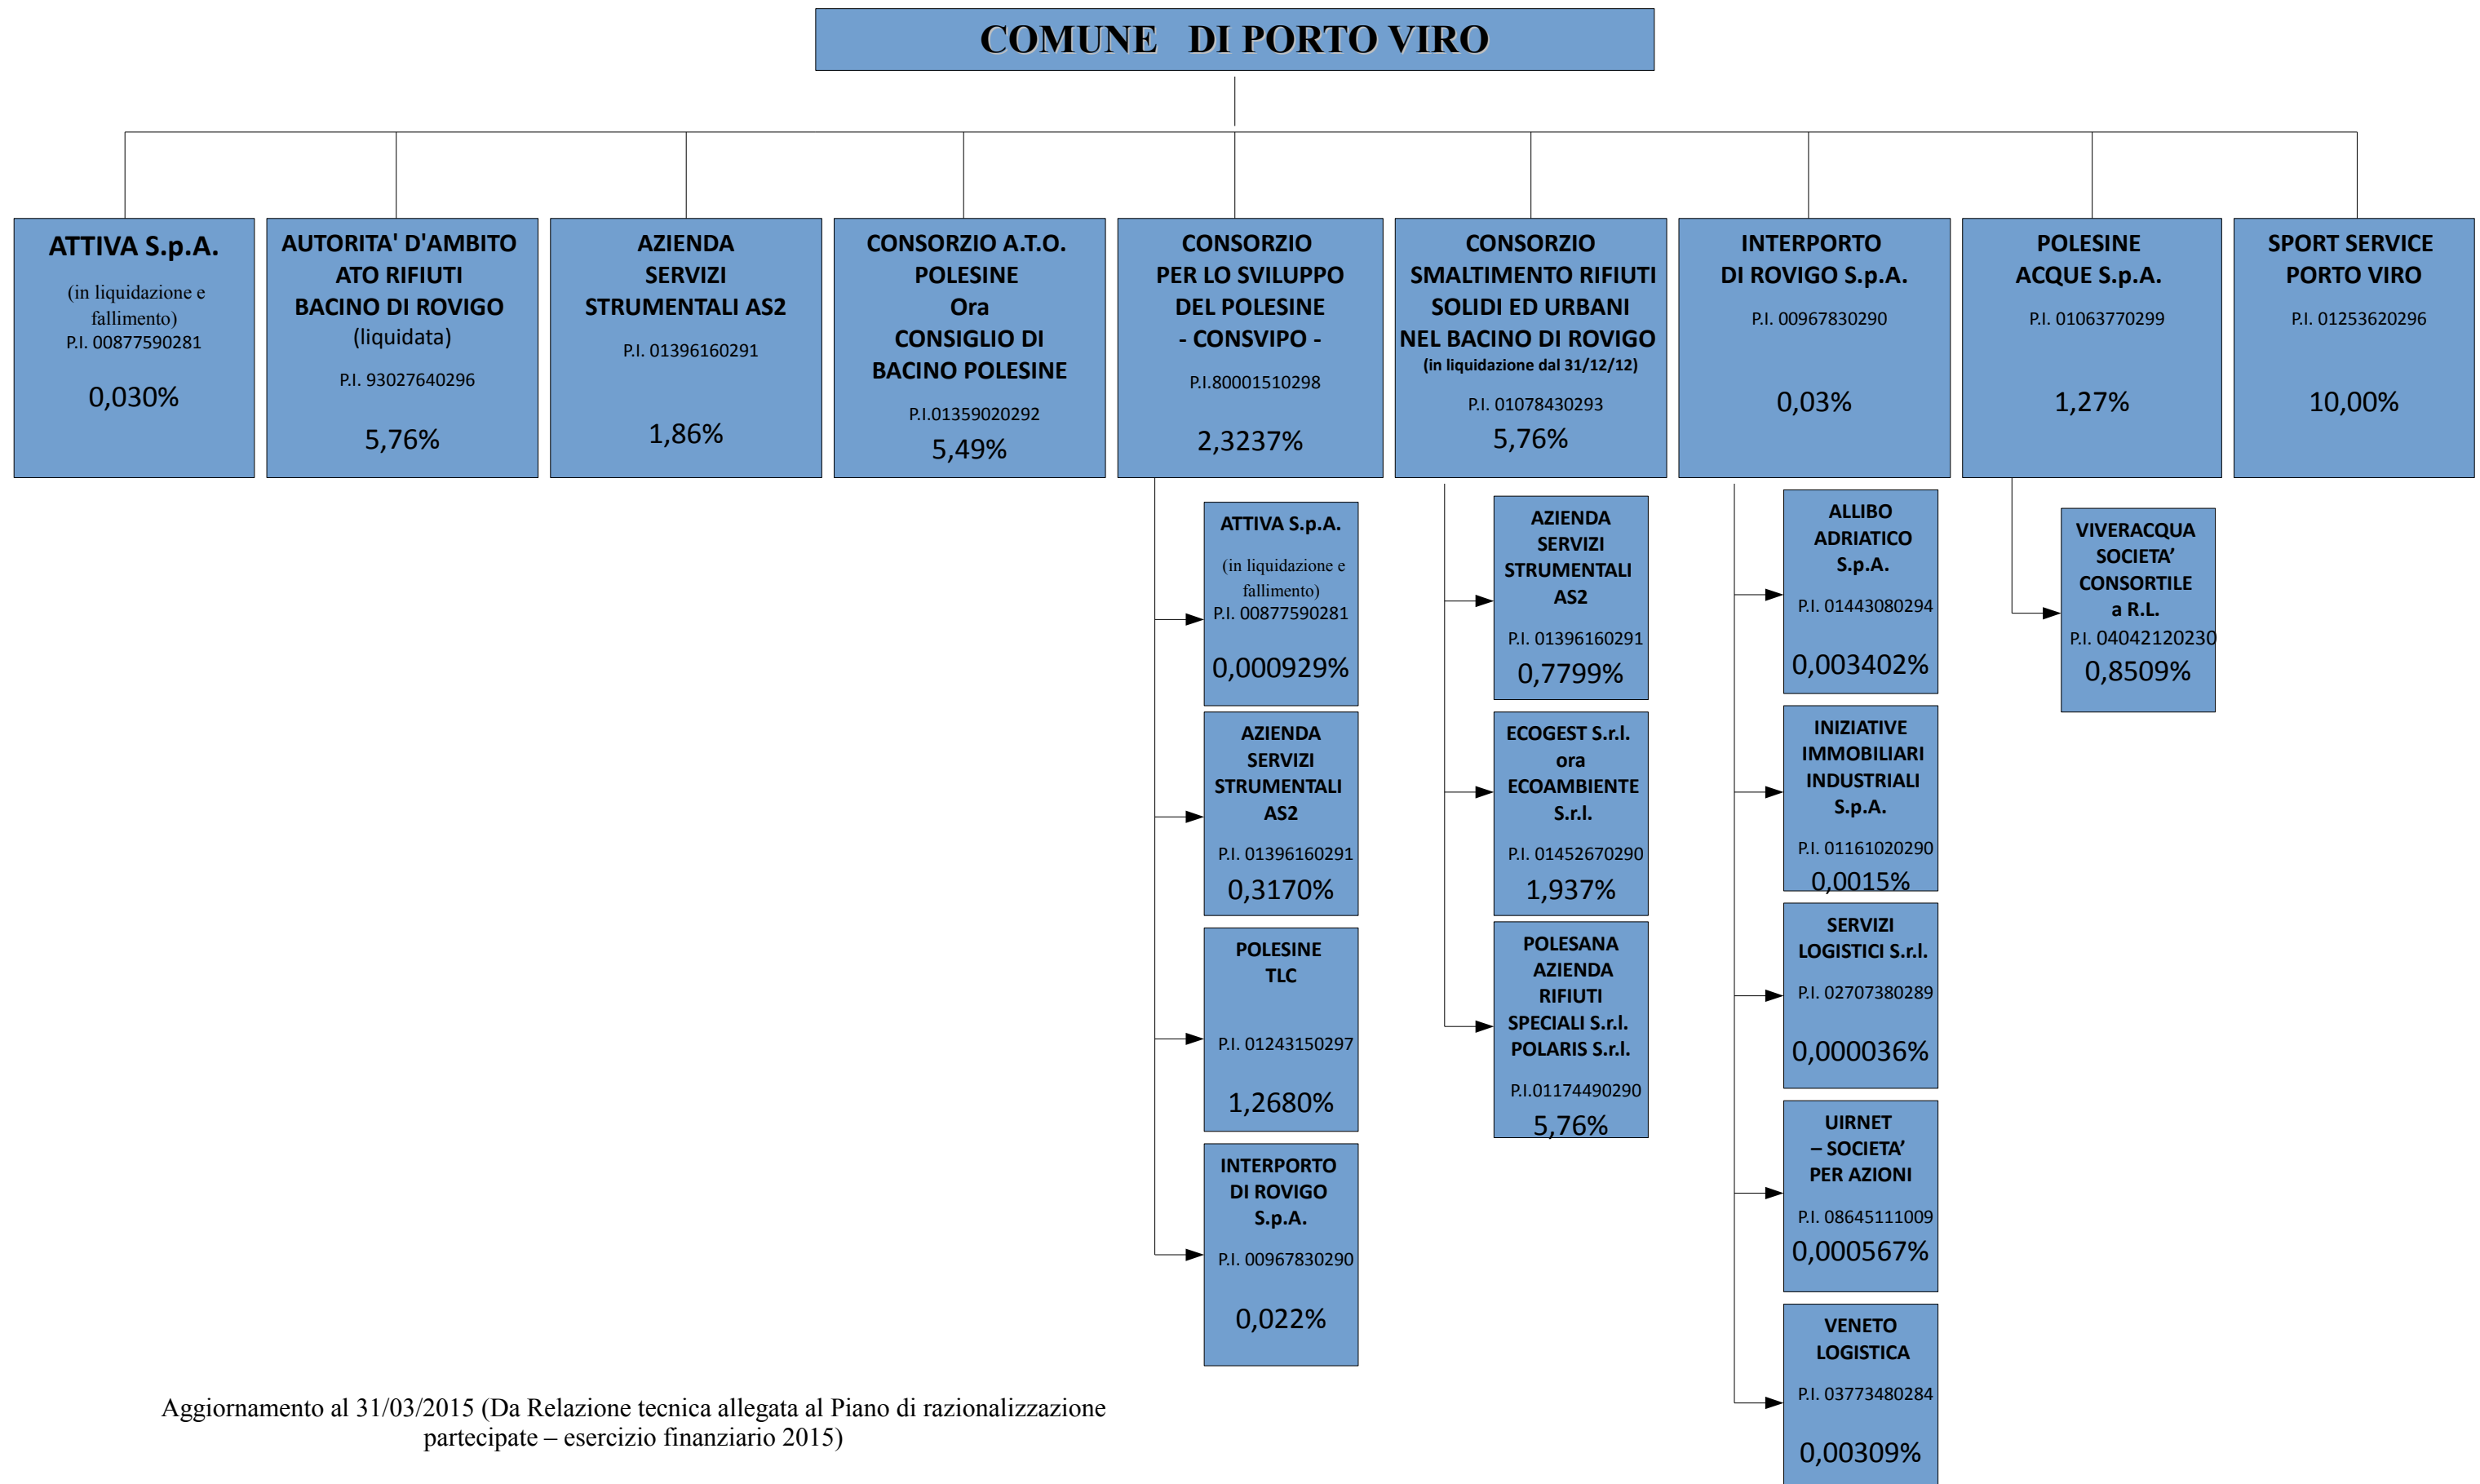 COMUNE DI PORTO VIRO
ATTIVA S.p.A.
(in liquidazione e
fallimento)
P.I. 00877590281
0,030%
AUTORITA' D'AMBITO
ATO RIFIUTI
BACINO DI ROVIGO
(liquidata)
P.I. 93027640296
5,76%
AZIENDA
SERVIZI
STRUMENTALI AS2
P.I. 01396160291
1,86%
CONSORZIO A.T.O.
POLESINE
Ora
CONSIGLIO DI
BACINO POLESINE
P.I.01359020292
5,49%
CONSORZIO
PER LO SVILUPPO
DEL POLESINE
- CONSVIPO -
P.I.80001510298
2,3237%
CONSORZIO
SMALTIMENTO RIFIUTI
SOLIDI ED URBANI
NEL BACINO DI ROVIGO
(in liquidazione dal 31/12/12)
P.I. 01078430293
5,76%
INTERPORTO
DI ROVIGO S.p.A.
P.I. 00967830290
0,03%
POLESINE
ACQUE S.p.A.
P.I. 01063770299
1,27%
SPORT SERVICE
PORTO VIRO
P.I. 01253620296
10,00%
ATTIVA S.p.A.
(in liquidazione e
fallimento)
P.I. 00877590281
0,000929%
AZIENDA
SERVIZI
STRUMENTALI
AS2
P.I. 01396160291
0,3170%
POLESINE
TLC
P.I. 01243150297
1,2680%
INTERPORTO
DI ROVIGO
S.p.A.
P.I. 00967830290
0,022%
AZIENDA
SERVIZI
STRUMENTALI
AS2
P.I. 01396160291
0,7799%
ECOGEST S.r.l.
ora
ECOAMBIENTE
S.r.l.
P.I. 01452670290
1,937%
POLESANA
AZIENDA
RIFIUTI
SPECIALI S.r.l.
POLARIS S.r.l.
P.I.01174490290
5,76%
ALLIBO
ADRIATICO
S.p.A.
P.I. 01443080294
0,003402%
INIZIATIVE
IMMOBILIARI
INDUSTRIALI
S.p.A.
P.I. 01161020290
0,0015%
SERVIZI
LOGISTICI S.r.l.
P.I. 02707380289
0,000036%
UIRNET
– SOCIETA’
PER AZIONI
P.I. 08645111009
0,000567%
VENETO
LOGISTICA
P.I. 03773480284
0,00309%
VIVERACQUA
SOCIETA’
CONSORTILE
a R.L.
P.I. 04042120230
0,8509%
Aggiornamento al 31/03/2015 (Da Relazione tecnica allegata al Piano di razionalizzazione
partecipate – esercizio finanziario 2015)